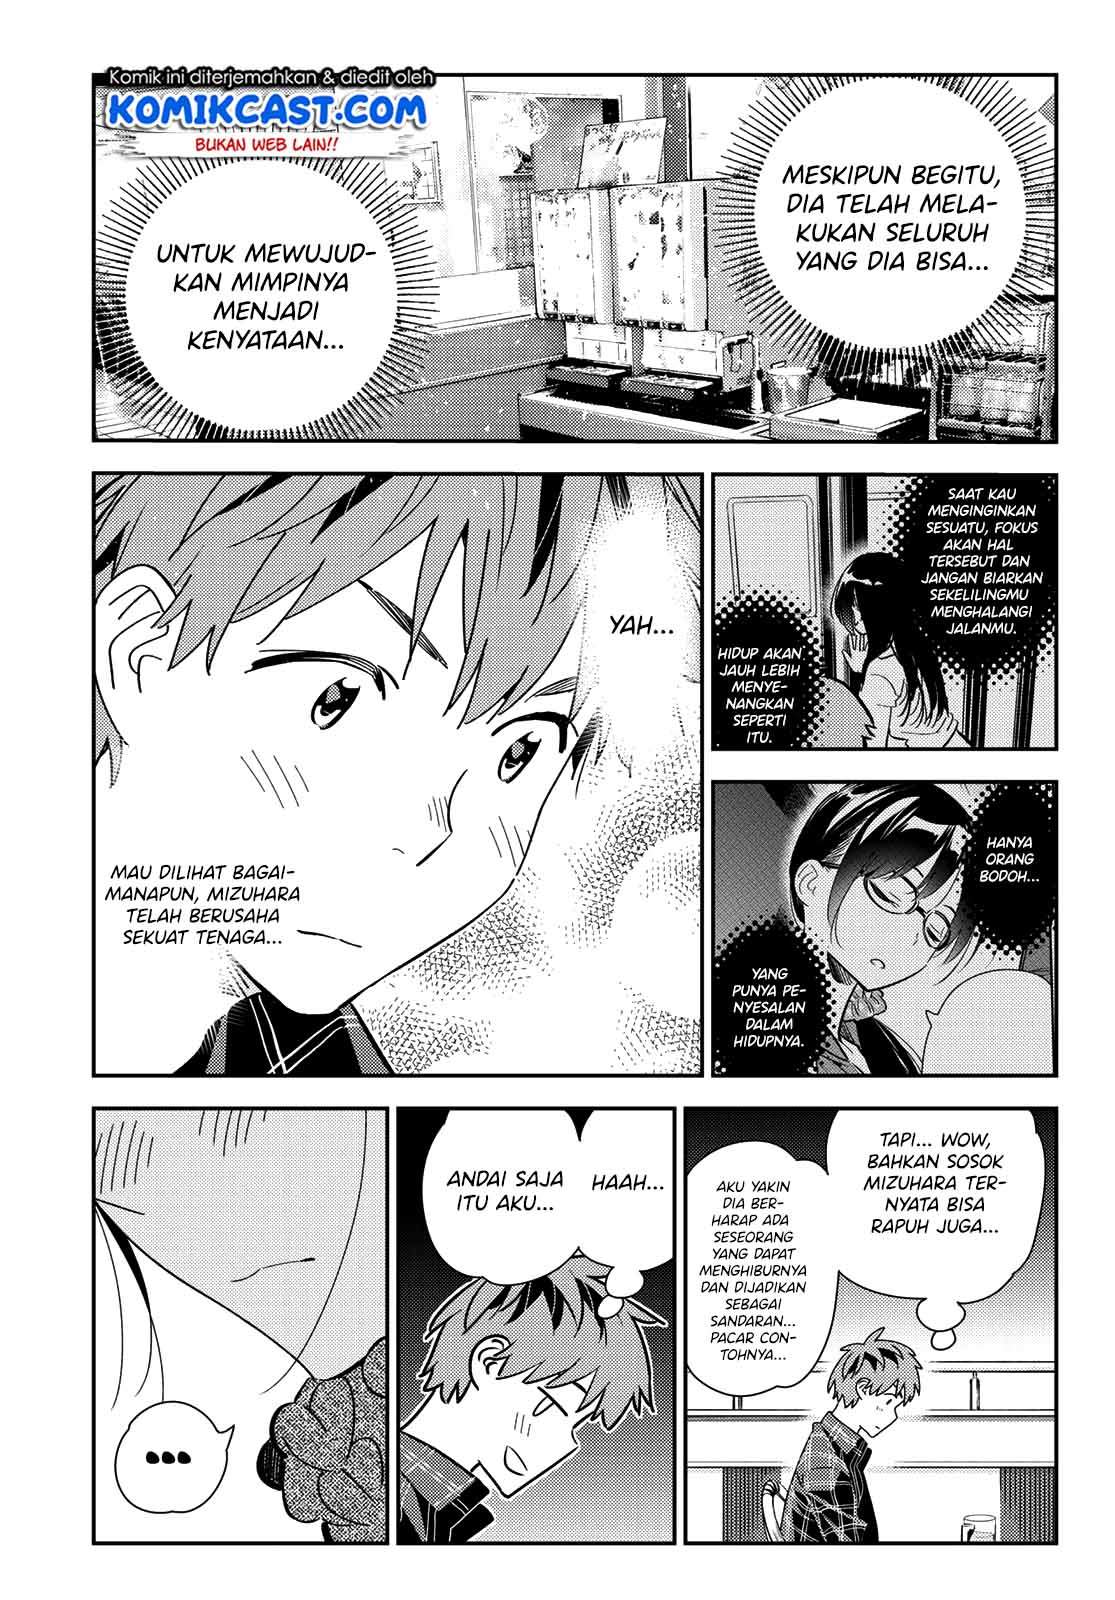 Komik ini diterjemahkan & diedit oleh
KOMIKCAST.COM
BUKAN WEB LAIN!!
MESKIPUN BEGITU,
DIA TELAH MELA-
KUKAN SELURUH
YANG DIA BISA...
UNTUK MEWUJUD-
KAN MIMPINYA
MENJADI
KENYATAAN...
SAAT KAU
MENGINGINKAN
SESUATU, FOKUS
AKAN HAL
TERSEBUT DAN
JANGAN BIARKAN
SEKELILINGMU
MENGHALANGI
JALANMU.
HIDUP AKAN
JAUH LEBIH
MENYE-
NANGKAN
SEPERTI
ITU.
HANYA
ORANG
BODOH...
YANG
PUNYA PE-
NYESALAN
DALAM
HIDUPNYA.
YAH...
MAU DILIHAT BAGAI-
MANAPUN, MIZUHARA
TELAH BERUSAHA
SEKUAT TENAGA...
TAPI... WOW,
BAHKAN SOSOK
MIZUHARA TER-
NYATA BISA
RAPUH JUGA...
AKU YAKIN
DIA BER-
HARAP ADA
SESEORANG
YANG DAPAT
MENGHIBURNYA
DAN DIJADIKAN
SEBAGAI
SANDARAN...
PACAR CON-
TOHNYA...
HAAH...
ANDAI SAJA
ITU AKU...
...